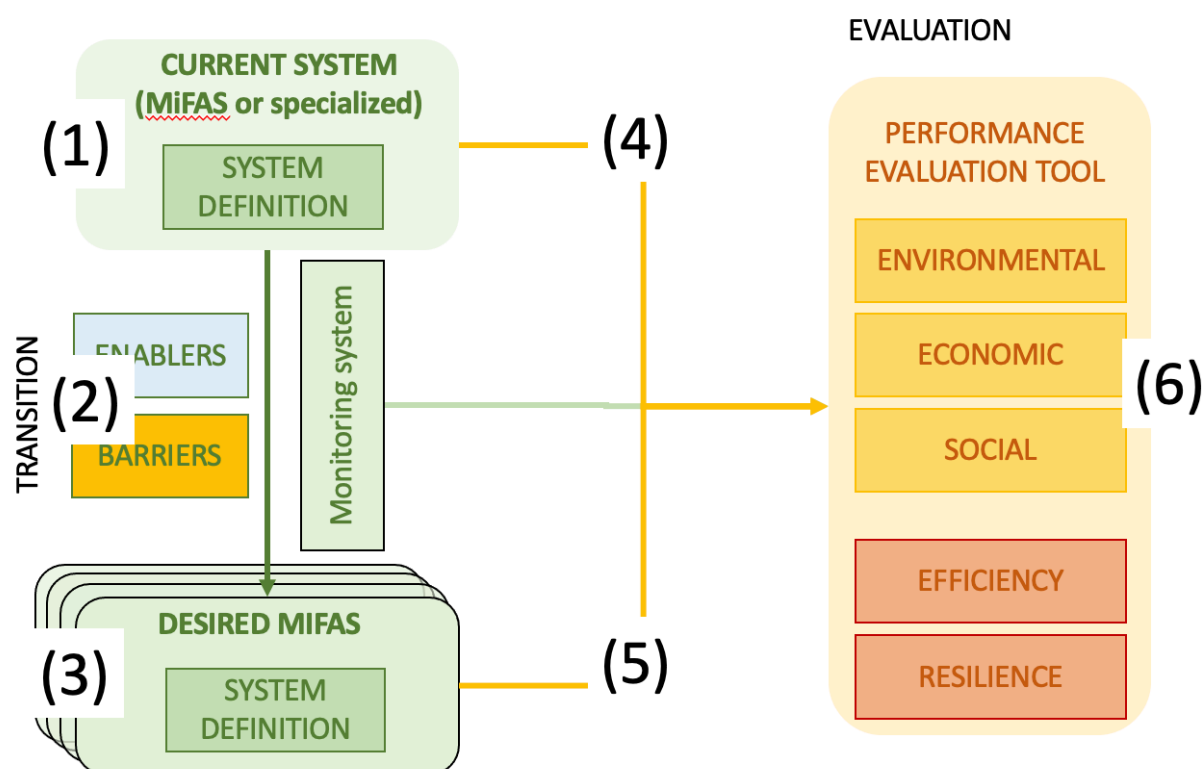 EVALUATION
CURRENT SYSTEM
(MiFAS or specialized)
(1)
SYSTEM
DEFINITION
(4)
PERFORMANCE
EVALUATION TOOL
ENVIRONMENTAL
ECONOMIC
SOCIAL
(6)
EFFICIENCY
RESILIENCE
TRANSITION
ENABLERS
(2)
BARRIERS
Monitoring system
DESIRED MIFAS
(3)
SYSTEM
DEFINITION
(5)